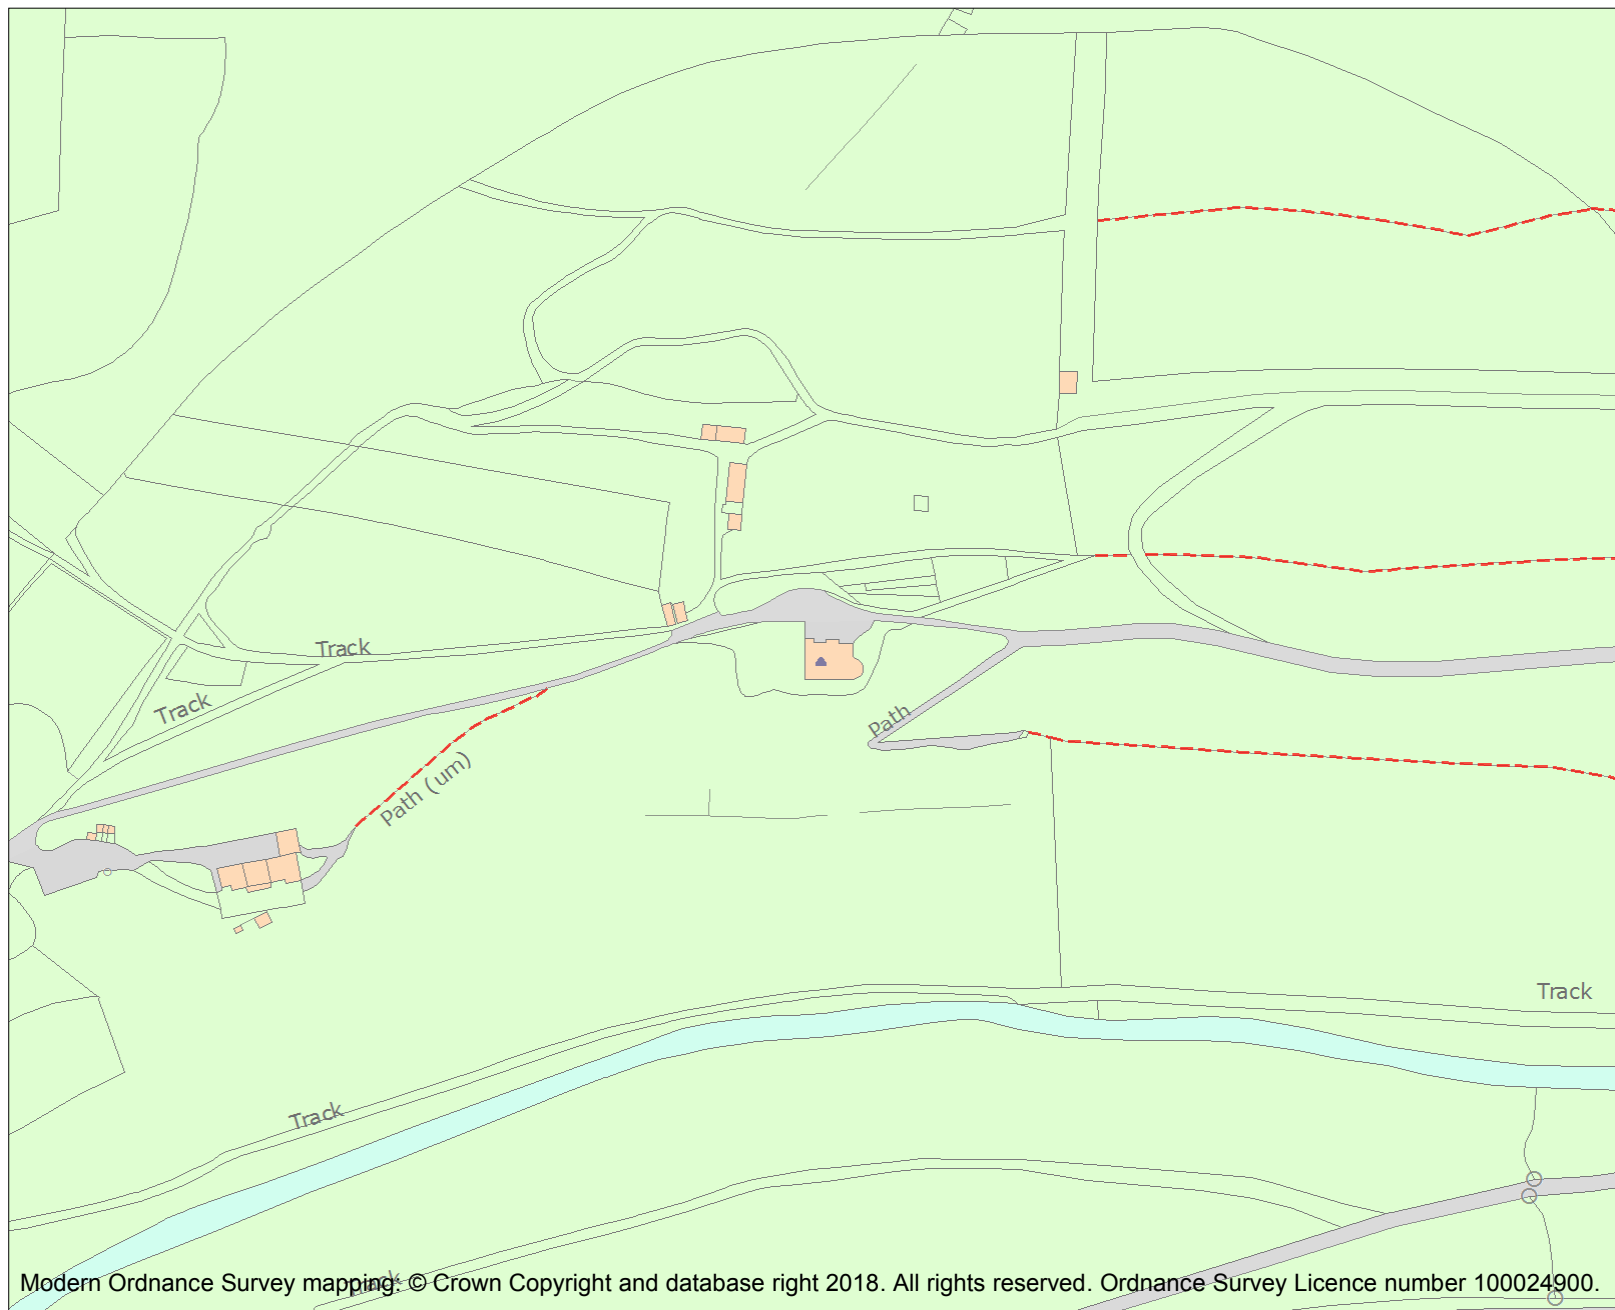 Track
Track
Path
Path (um)
Track
Track
Track
Modern Ordnance Survey mapping: © Crown Copyright and database right 2018. All rights reserved. Ordnance Survey Licence number 100024900.